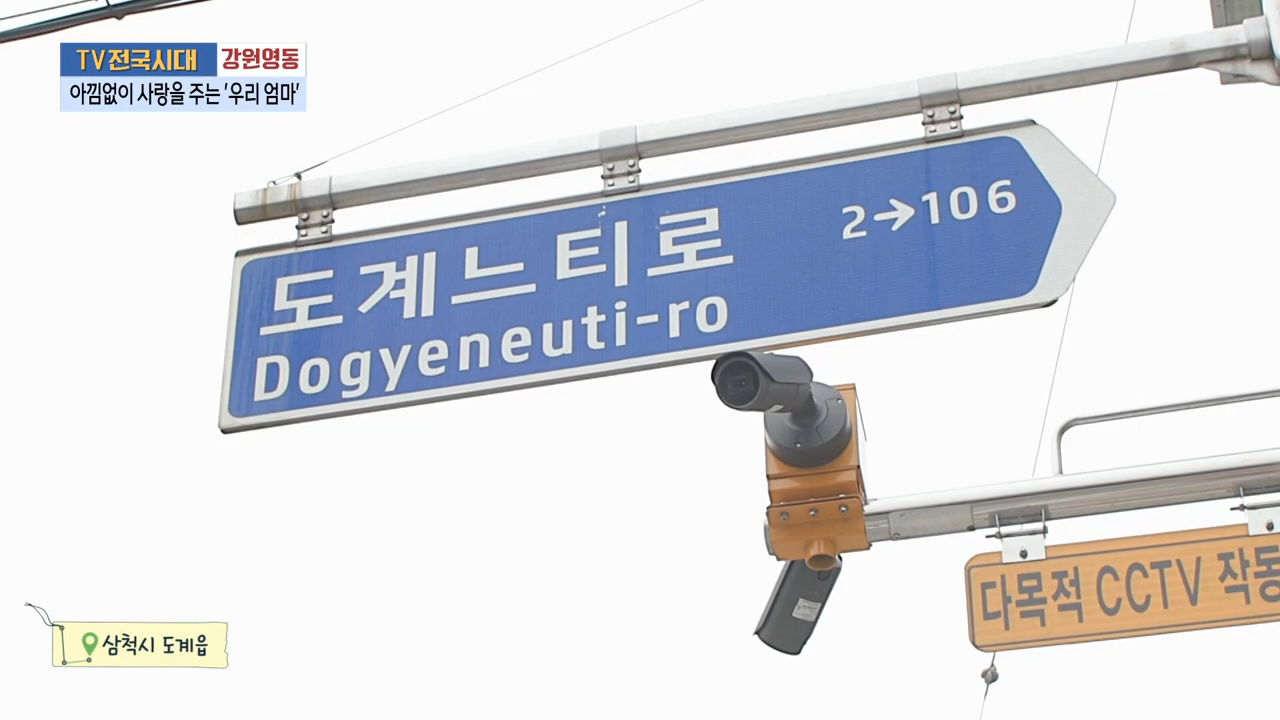 TV전국시대 강원영동
아낌없이 사랑을 주는 '우리 엄마'
도계느티로 2→106
Dogyeneuti-ro
다목적 CCTV 작동
삼척시 도계읍